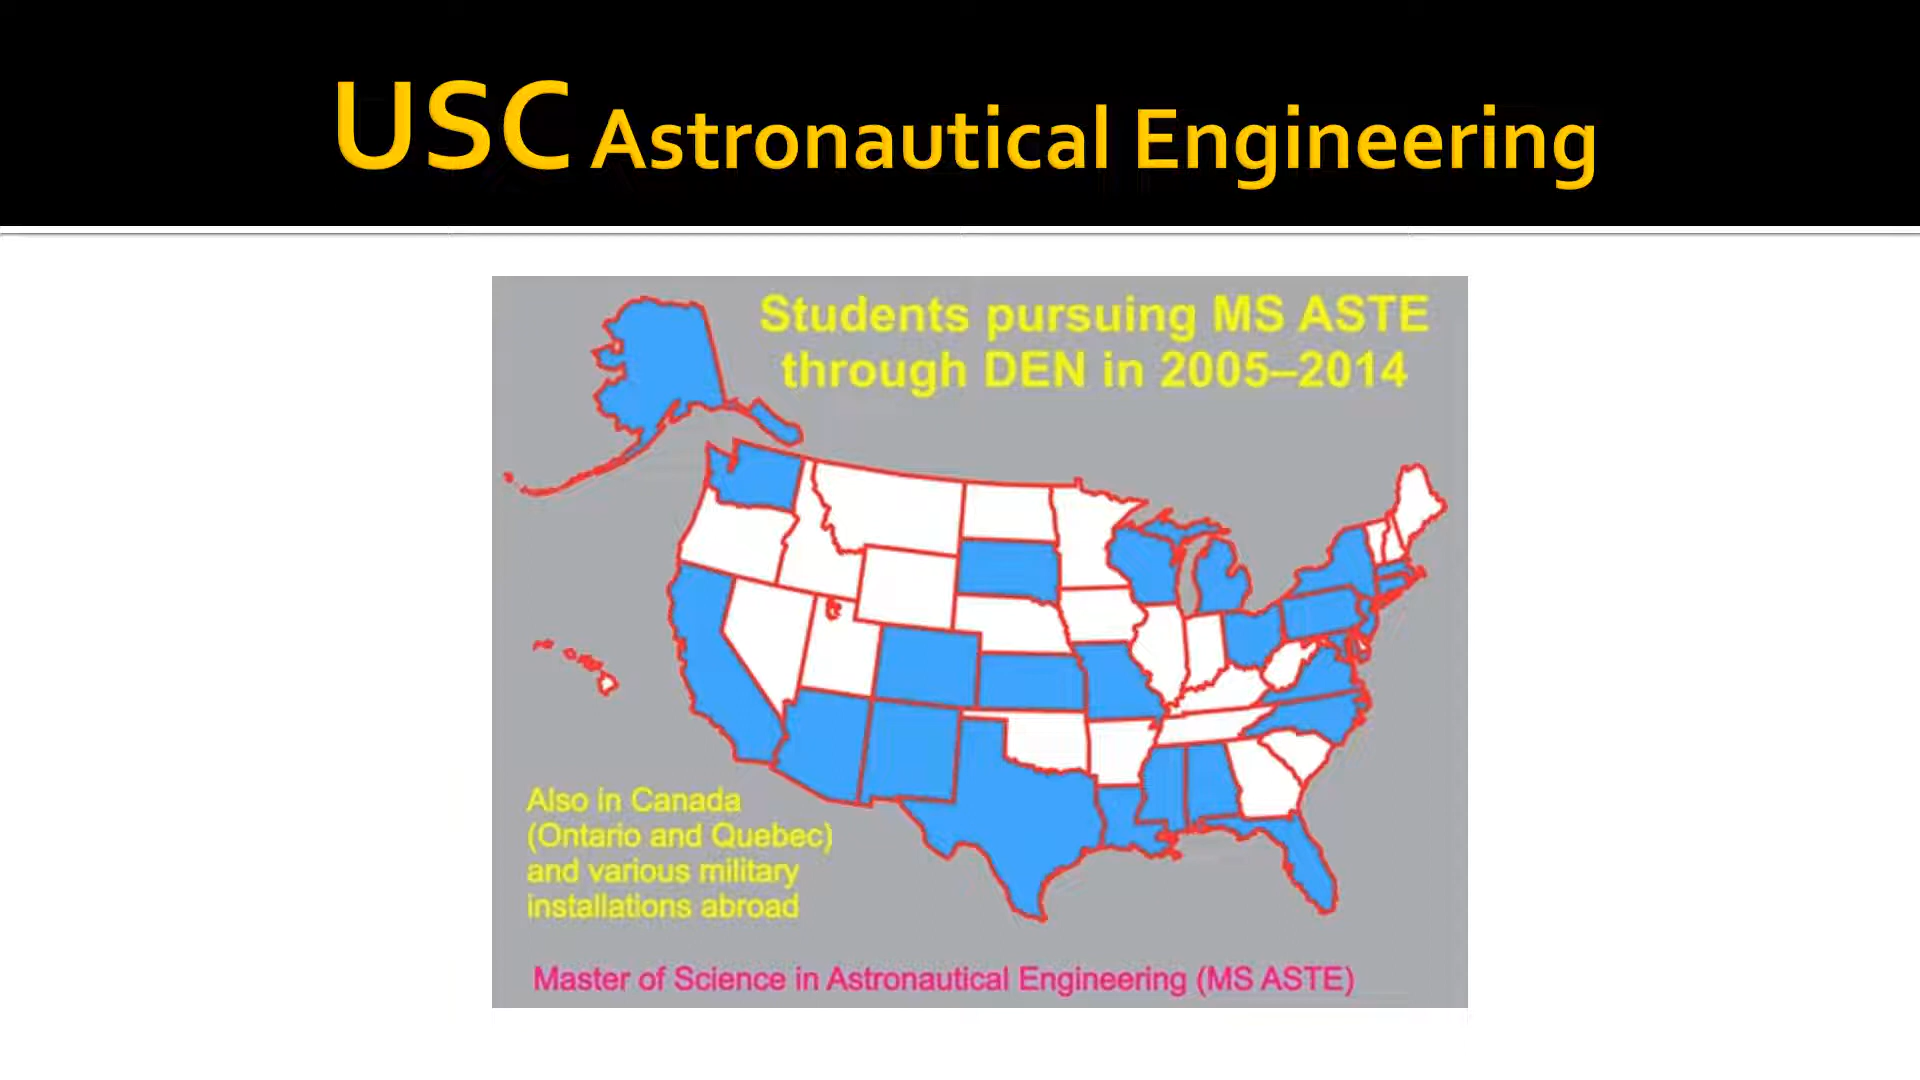 USC Astronautical Engineering
Students pursuing MS ASTE
through DEN in 2005–2014
Also in Canada
(Ontario and Quebec)
and various military
installations abroad
Master of Science in Astronautical Engineering (MS ASTE)